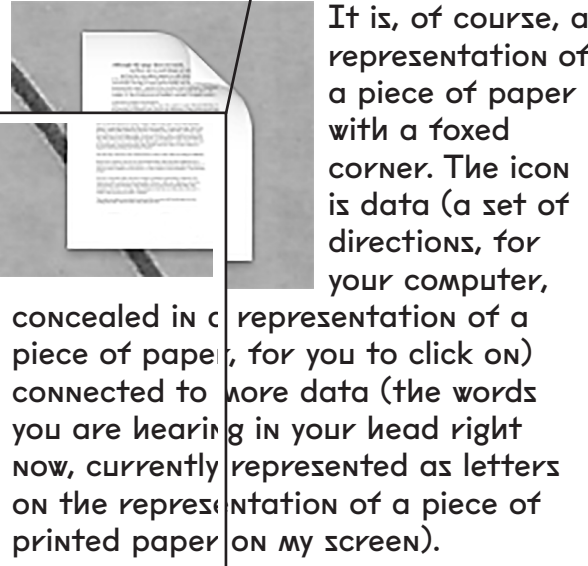 It is, of course, a
representation of
a piece of paper
with a foxed
corner. The icon
is data (a set of
directions, for
your computer,
concealed in a representation of a
piece of paper, for you to click on)
connected to more data (the words
you are hearing in your head right
now, currently represented as letters
on the representation of a piece of
printed paper on my screen).